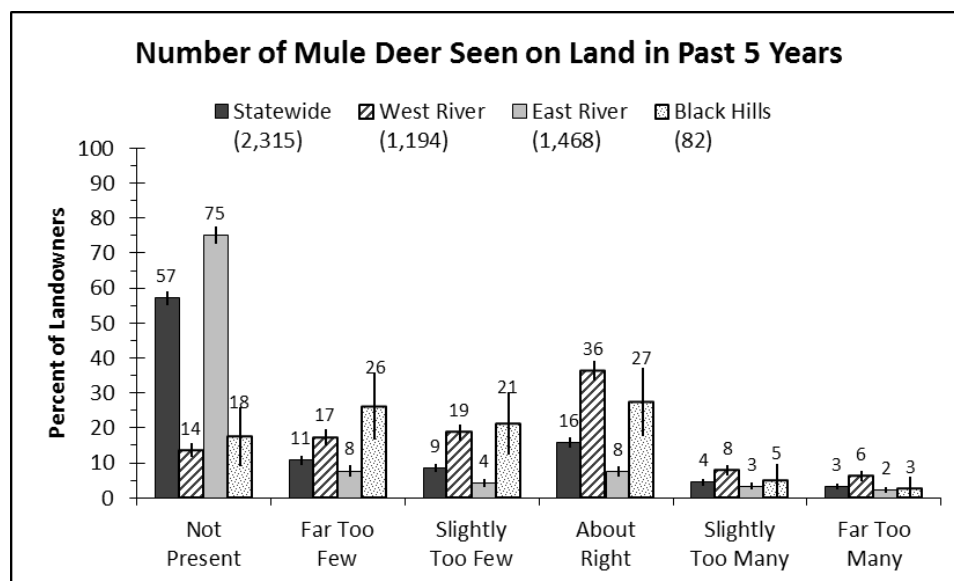 Number of Mule Deer Seen on Land in Past 5 Years
Statewide West River East River Black Hills
(2,315) (1,194) (1,468) (82)
Percent of Landowners
100
90
80
70
60
50
40
30
20
10
0
57 14 75 18
11 17 8 26
9 19 4 21
16 36 8 27
4 8 3 5
3 6 2 3
Not Far Too Slightly About Slightly Far Too
Present Few Too Few Right Too Many Many